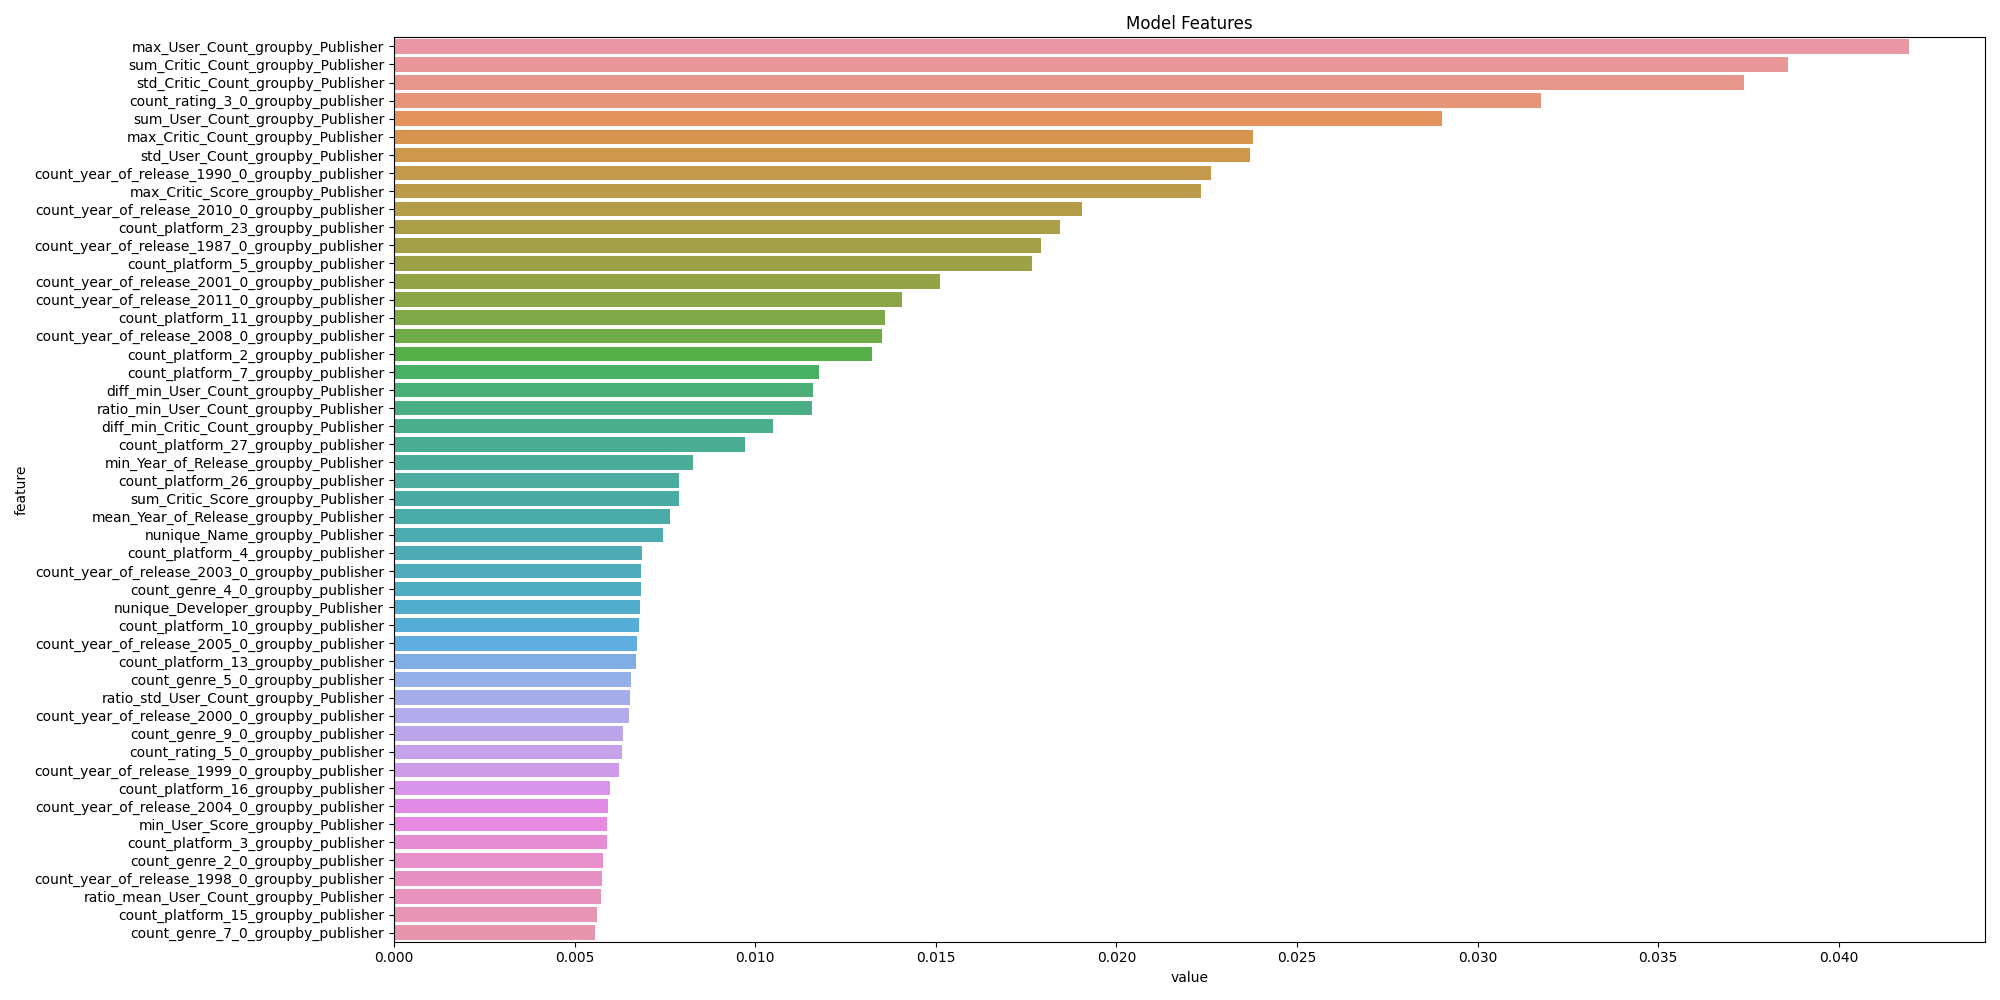 Model Features
max_User_Count_groupby_Publisher
sum_Critic_Count_groupby_Publisher
std_Critic_Count_groupby_Publisher
count_rating_3_0_groupby_publisher
sum_User_Count_groupby_Publisher
max_Critic_Count_groupby_Publisher
std_User_Count_groupby_Publisher
count_year_of_release_1990_0_groupby_publisher
max_Critic_Score_groupby_Publisher
count_year_of_release_2010_0_groupby_publisher
count_platform_23_groupby_publisher
count_year_of_release_1987_0_groupby_publisher
count_platform_5_groupby_publisher
count_year_of_release_2001_0_groupby_publisher
count_year_of_release_2011_0_groupby_publisher
count_platform_11_groupby_publisher
count_year_of_release_2008_0_groupby_publisher
count_platform_2_groupby_publisher
count_platform_7_groupby_publisher
diff_min_User_Count_groupby_Publisher
ratio_min_User_Count_groupby_Publisher
diff_min_Critic_Count_groupby_Publisher
count_platform_27_groupby_publisher
min_Year_of_Release_groupby_Publisher
count_platform_26_groupby_publisher
sum_Critic_Score_groupby_Publisher
mean_Year_of_Release_groupby_Publisher
nunique_Name_groupby_Publisher
count_platform_4_groupby_publisher
count_year_of_release_2003_0_groupby_publisher
count_genre_4_0_groupby_publisher
nunique_Developer_groupby_Publisher
count_platform_10_groupby_publisher
count_year_of_release_2005_0_groupby_publisher
count_platform_13_groupby_publisher
count_genre_5_0_groupby_publisher
ratio_std_User_Count_groupby_Publisher
count_year_of_release_2000_0_groupby_publisher
count_genre_9_0_groupby_publisher
count_rating_5_0_groupby_publisher
count_year_of_release_1999_0_groupby_publisher
count_platform_16_groupby_publisher
count_year_of_release_2004_0_groupby_publisher
min_User_Score_groupby_Publisher
count_platform_3_groupby_publisher
count_genre_2_0_groupby_publisher
count_year_of_release_1998_0_groupby_publisher
ratio_mean_User_Count_groupby_Publisher
count_platform_15_groupby_publisher
count_genre_7_0_groupby_publisher
feature
0.000 0.005 0.010 0.015 0.020 0.025 0.030 0.035 0.040
value